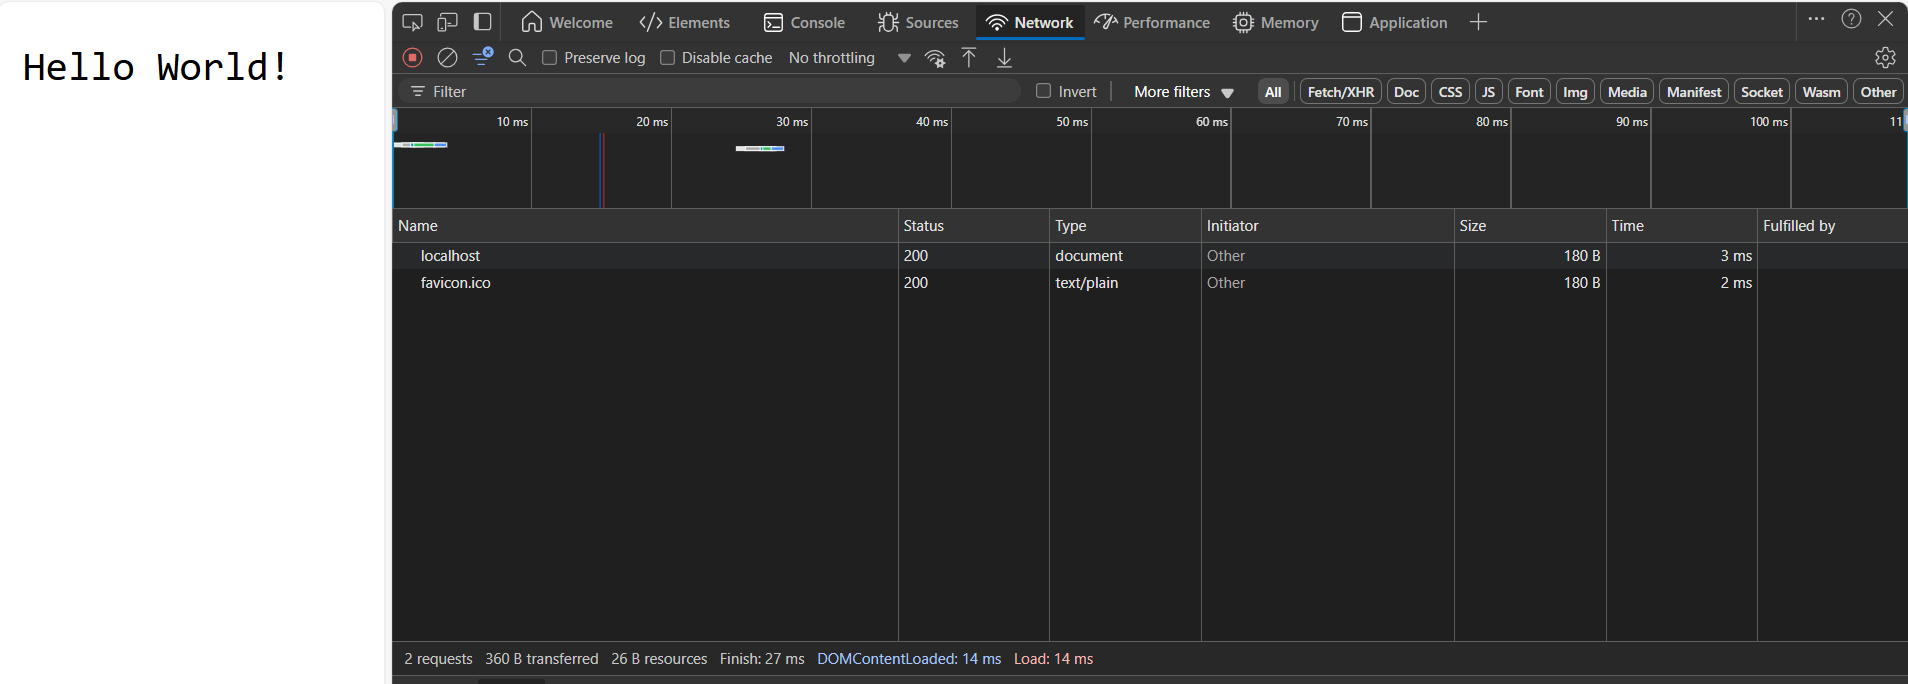 Hello World!
Welcome Elements Console Sources Network Performance Memory Application
Preserve log Disable cache No throttling
Filter Invert More filters All Fetch/XHR Doc CSS JS Font Img Media Manifest Socket Wasm Other
10 ms 20 ms 30 ms 40 ms 50 ms 60 ms 70 ms 80 ms 90 ms 100 ms 11
Name Status Type Initiator Size Time Fulfilled by
localhost 200 document Other 180 B 3 ms
favicon.ico 200 text/plain Other 180 B 2 ms
2 requests 360 B transferred 26 B resources Finish: 27 ms DOMContentLoaded: 14 ms Load: 14 ms